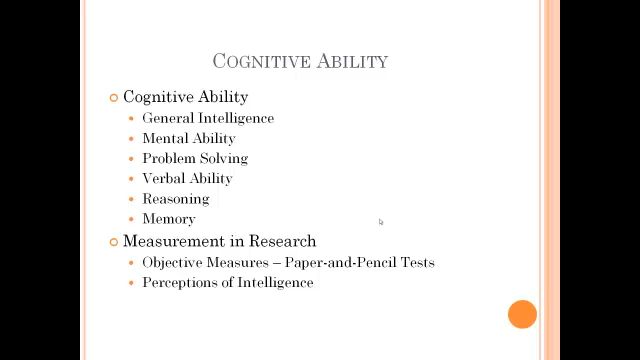 COGNITIVE ABILITY
Cognitive Ability
General Intelligence
Mental Ability
Problem Solving
Verbal Ability
Reasoning
Memory
Measurement in Research
Objective Measures – Paper-and-Pencil Tests
Perceptions of Intelligence